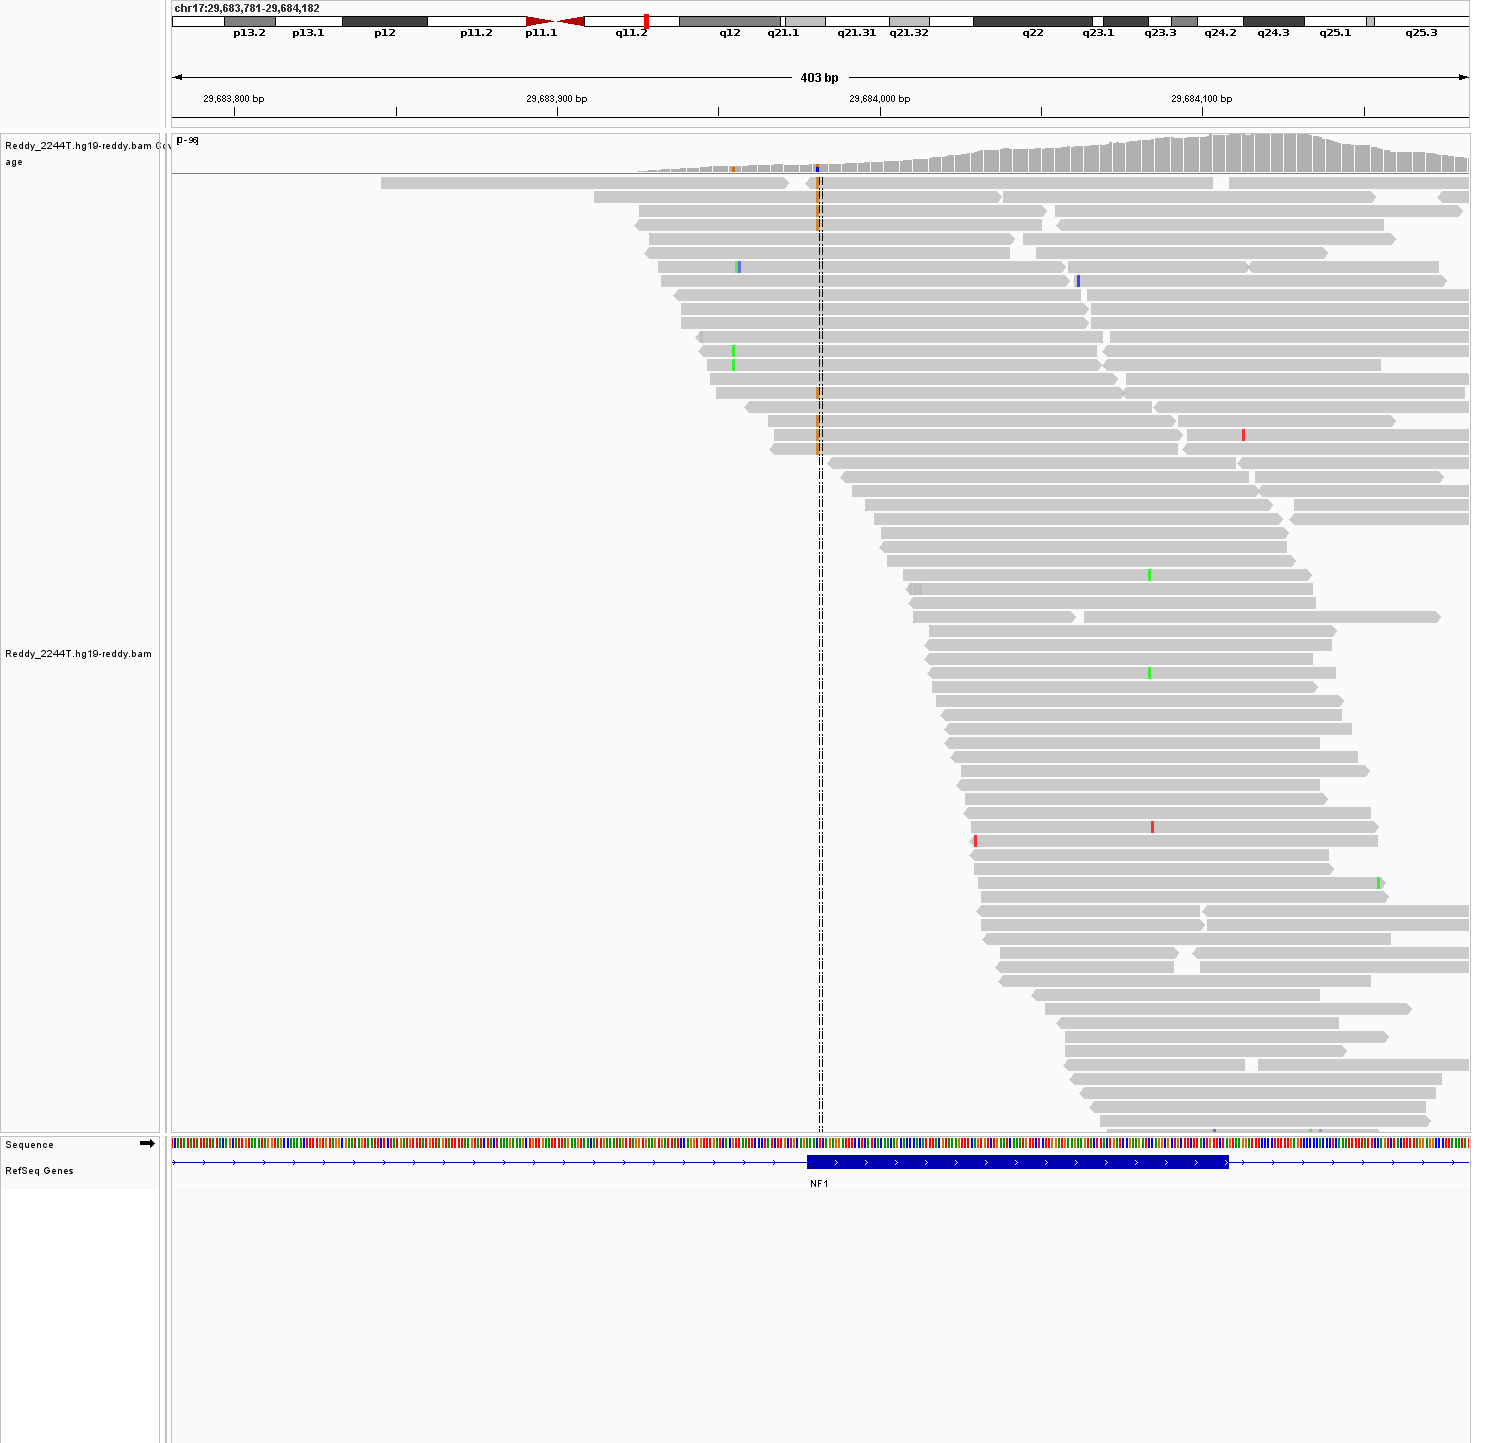 chr17:29,683,781-29,684,182
p13.2 p13.1 p12 p11.2 p11.1 q11.2 q12 q21.1 q21.31 q21.32 q22 q23.1 q23.3 q24.2 q24.3 q25.1 q25.3
403 bp
29,683,800 bp 29,683,900 bp 29,684,000 bp 29,684,100 bp
Reddy_2244T.hg19-reddy.bam Cov
age
[0-96]
Reddy_2244T.hg19-reddy.bam
Sequence
RefSeq Genes
NF1